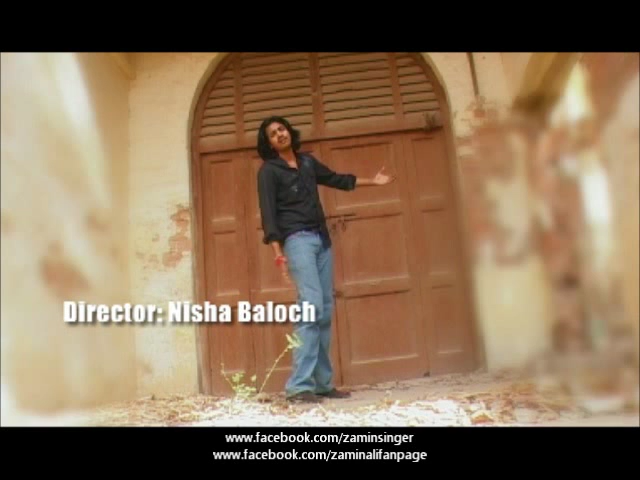 Director: Nisha Baloch
www.facebook.com/zaminsinger
www.facebook.com/zaminalifanpage